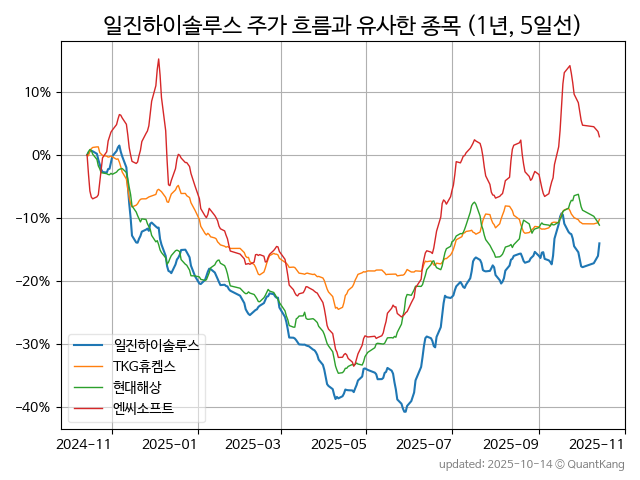 일진하이솔루스 주가 흐름과 유사한 종목 (1년, 5일선)
10%
0%
−10%
−20%
−30%
−40%
일진하이솔루스
TKG휴켐스
현대해상
엔씨소프트
2024-11 2025-01 2025-03 2025-05 2025-07 2025-09 2025-11
updated: 2025-10-14 © QuantKang